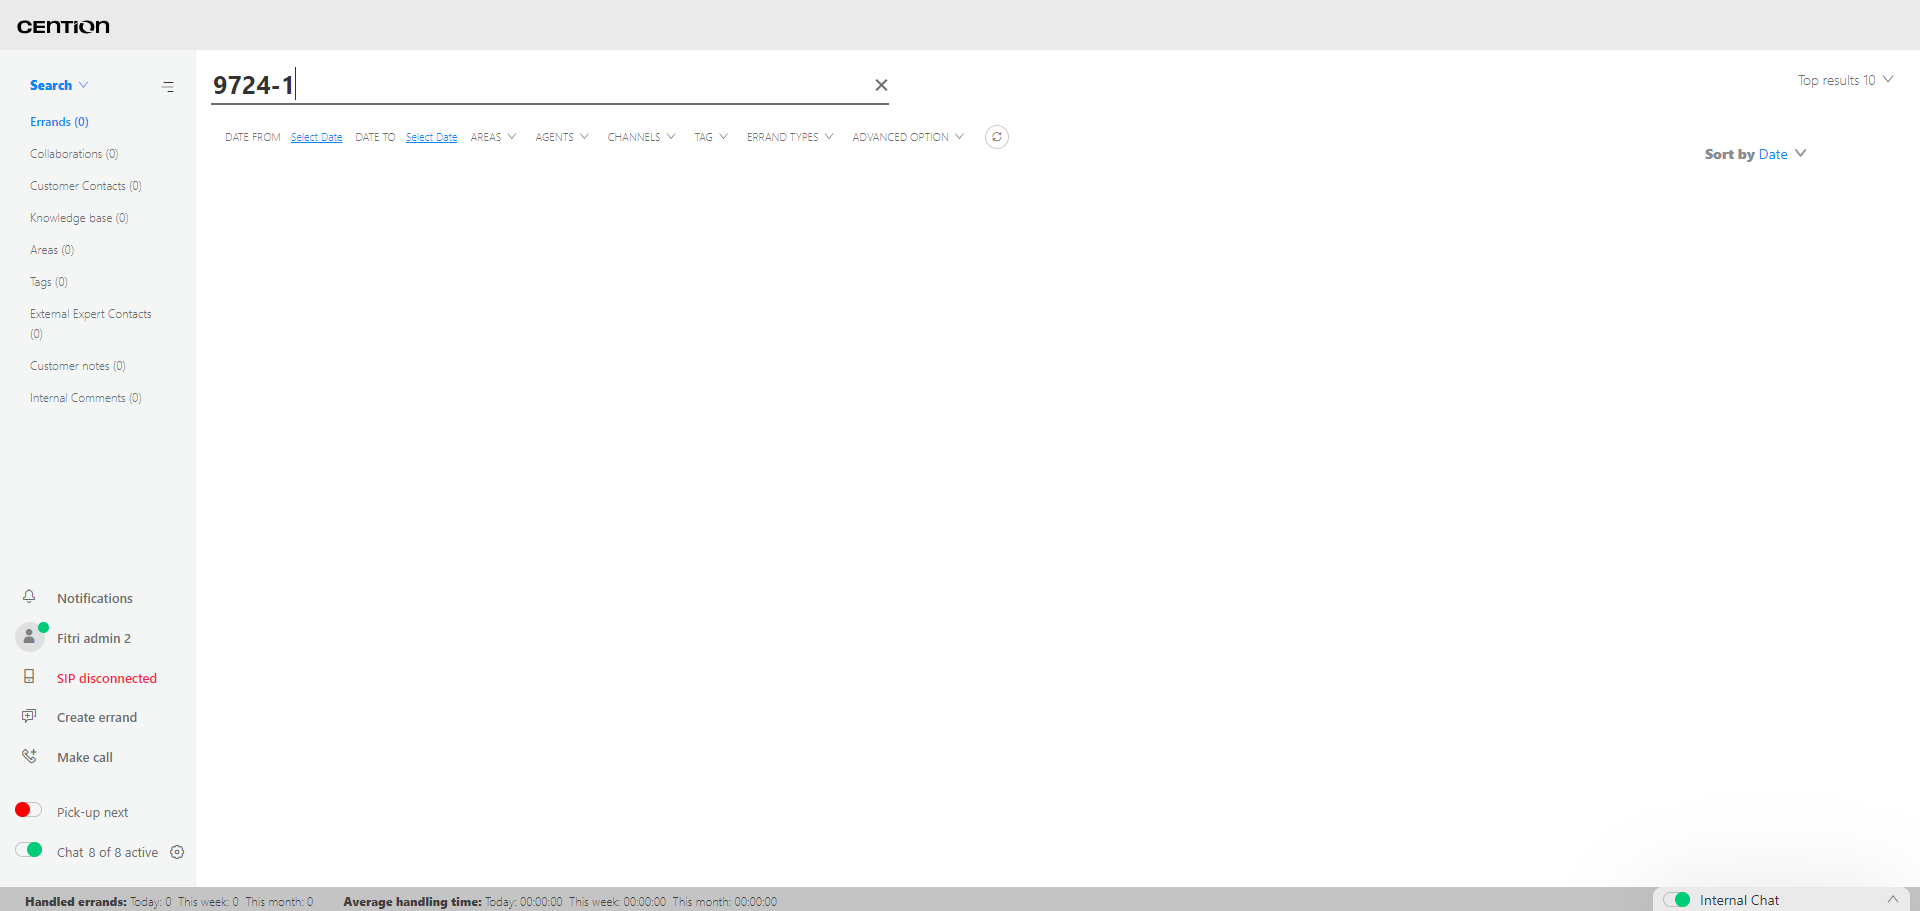 CENTION
Search
9724-1
Top results 10
DATE FROM Select Date DATE TO Select Date AREAS AGENTS CHANNELS TAG ERRAND TYPES ADVANCED OPTION
Sort by Date
Errands (0)
Collaborations (0)
Customer Contacts (0)
Knowledge base (0)
Areas (0)
Tags (0)
External Expert Contacts
(0)
Customer notes (0)
Internal Comments (0)
Notifications
Fitri admin 2
SIP disconnected
Create errand
Make call
Pick-up next
Chat 8 of 8 active
Handled errands: Today: 0 This week: 0 This month: 0 Average handling time: Today: 00:00:00 This week: 00:00:00 This month: 00:00:00
Internal Chat